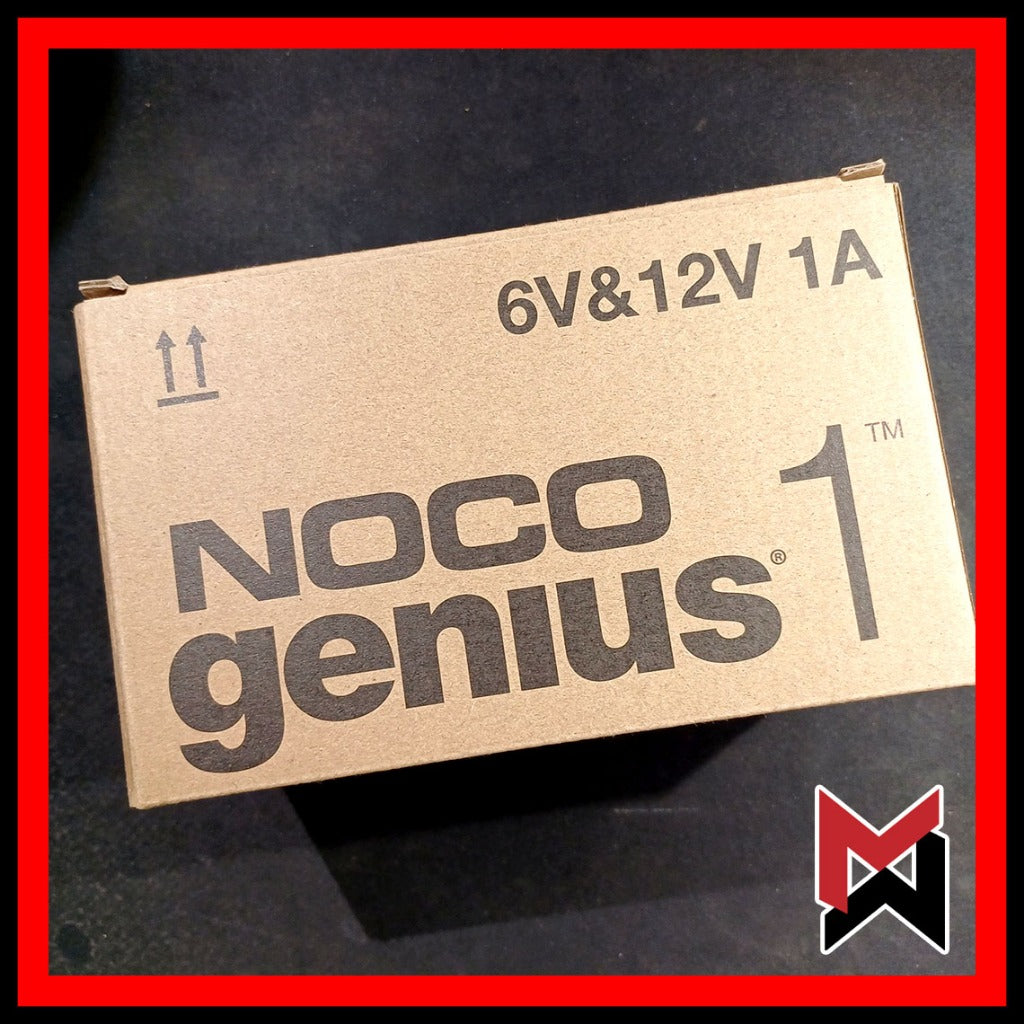 6V&12V 1A
NOCO
genius® 1™